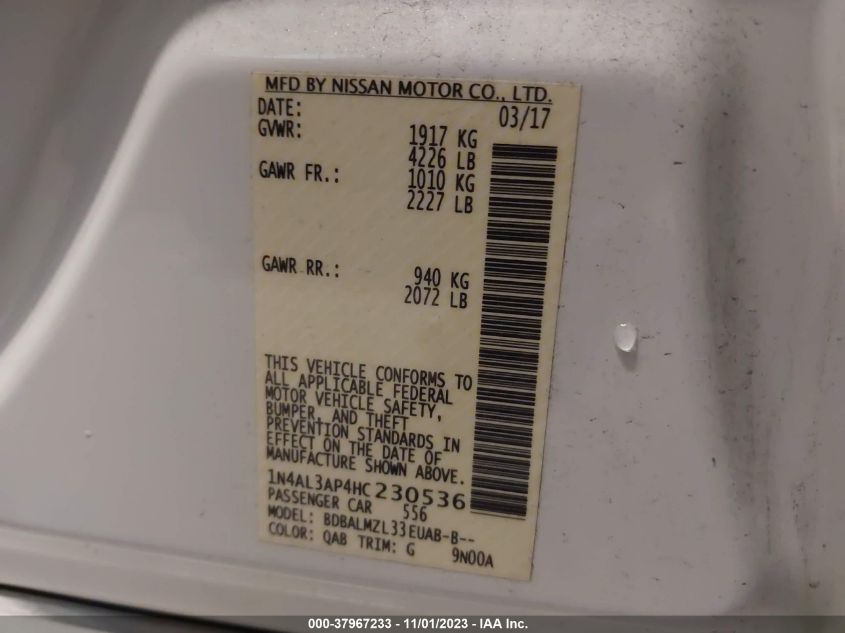 MFD BY NISSAN MOTOR CO., LTD.
DATE: 03/17
GVWR: 1917 KG
4226 LB
GAWR FR.: 1010 KG
2227 LB
GAWR RR.: 940 KG
2072 LB
THIS VEHICLE CONFORMS TO
ALL APPLICABLE FEDERAL
MOTOR VEHICLE SAFETY,
BUMPER, AND THEFT
PREVENTION STANDARDS IN
EFFECT ON THE DATE OF
MANUFACTURE SHOWN ABOVE.
1N4AL3AP4HC230536
PASSENGER CAR 556
MODEL: BDBALMZL33EUAB-B--
COLOR: QAB TRIM: G 9N00A
000-37967233 - 11/01/2023 - IAA Inc.